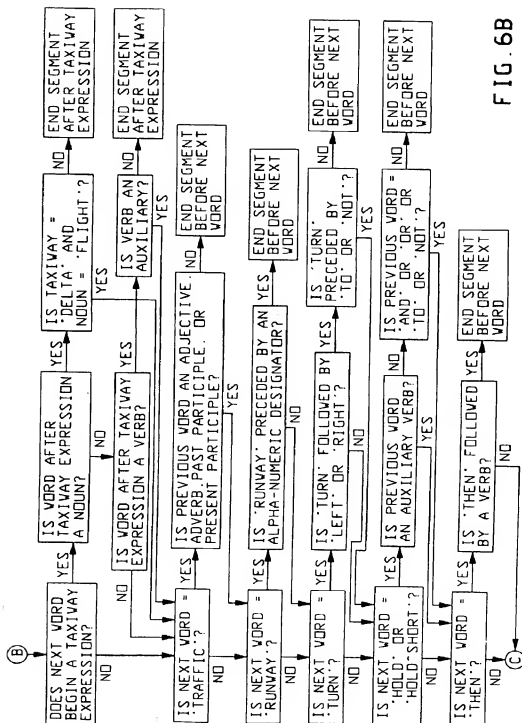 B
DOES NEXT WORD
BEGIN A TAXIWAY
EXPRESSION?
YES
NO
IS WORD AFTER
TAXIWAY EXPRESSION
A NOUN?
YES
NO
IS TAXIWAY =
'DELTA', AND
NOUN = 'FLIGHT'?
NO
YES
END SEGMENT
AFTER TAXIWAY
EXPRESSION
IS WORD AFTER TAXIWAY
EXPRESSION A VERB?
YES
NO
IS VERB AN
AUXILIARY?
NO
YES
END SEGMENT
AFTER TAXIWAY
EXPRESSION
IS NEXT WORD =
'TRAFFIC'?
YES
NO
IS PREVIOUS WORD AN ADJECTIVE,
ADVERB, PAST PARTICIPLE, OR
PRESENT PARTICIPLE?
NO
YES
END SEGMENT
BEFORE NEXT
WORD
IS NEXT WORD =
'RUNWAY'?
YES
NO
IS 'RUNWAY' PRECEDED BY AN
ALPHA-NUMERIC DESIGNATOR?
YES
NO
END SEGMENT
BEFORE NEXT
WORD
IS NEXT WORD =
'TURN'?
YES
NO
IS 'TURN' FOLLOWED BY
'LEFT' OR 'RIGHT'?
YES
NO
IS 'TURN'
PRECEDED BY
'TO' OR 'NOT'?
NO
YES
END SEGMENT
BEFORE NEXT
WORD
IS NEXT WORD =
'HOLD' OR
'HOLD-SHORT'?
YES
NO
IS PREVIOUS WORD
AN AUXILIARY VERB?
NO
YES
IS PREVIOUS WORD =
'AND' OR 'OR' OR
'TO' OR 'NOT'?
NO
YES
END SEGMENT
BEFORE NEXT
WORD
IS NEXT WORD =
'THEN'?
YES
NO
IS 'THEN' FOLLOWED
BY A VERB?
YES
NO
END SEGMENT
BEFORE NEXT
WORD
C
FIG. 6B